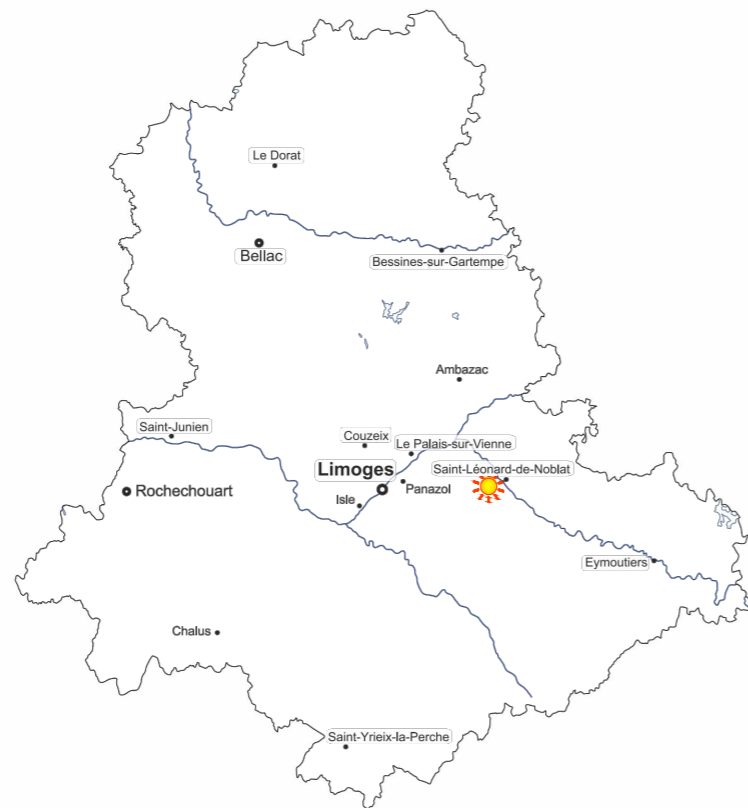 Le Dorat
Bellac
Bessines-sur-Gartempe
Ambazac
Saint-Junien
Couzeix
Le Palais-sur-Vienne
Limoges
Saint-Léonard-de-Noblat
Rochechouart
Panazol
Isle
Eymoutiers
Chalus
Saint-Yrieix-la-Perche